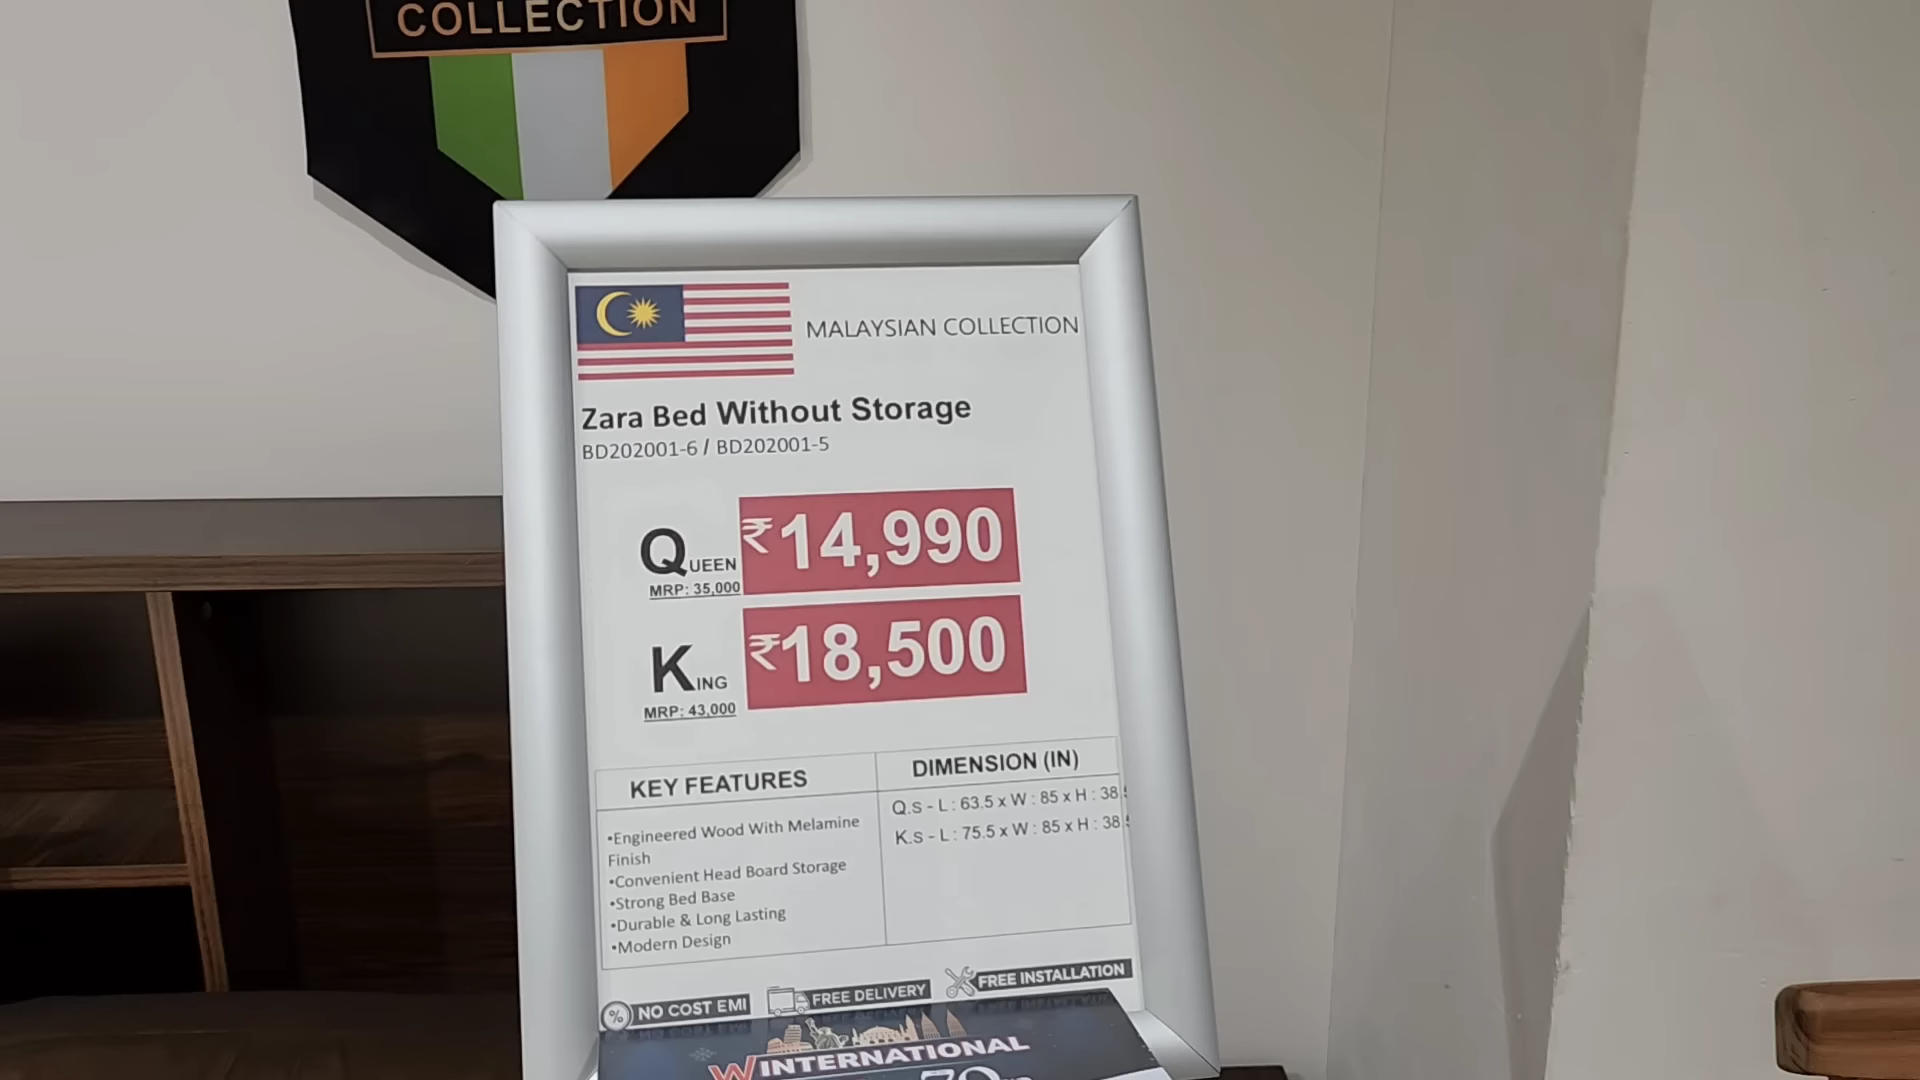 COLLECTION
MALAYSIAN COLLECTION
Zara Bed Without Storage
BD202001-6 / BD202001-5
QUEEN ₹14,990
MRP: 35,000
KING ₹18,500
MRP: 43,000
KEY FEATURES
•Engineered Wood With Melamine
Finish
•Convenient Head Board Storage
•Strong Bed Base
•Durable & Long Lasting
•Modern Design
DIMENSION (IN)
Q.s - L : 63.5 x W : 85 x H : 38.5
K.s - L : 75.5 x W : 85 x H : 38.5
% NO COST EMI
FREE DELIVERY
FREE INSTALLATION
WINTERNATIONAL